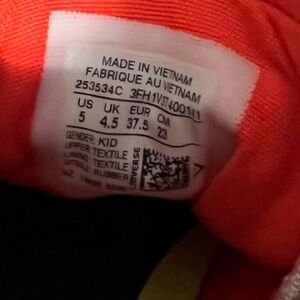 MADE IN VIETNAM
FABRIQUE AU VIETNAM
253534C
US UK EUR CM
5 4.5 37.5 23
GENDER: KID
UPPER: TEXTILE
LINING: TEXTILE
OUTSOLE: RUBBER
CONVERSE